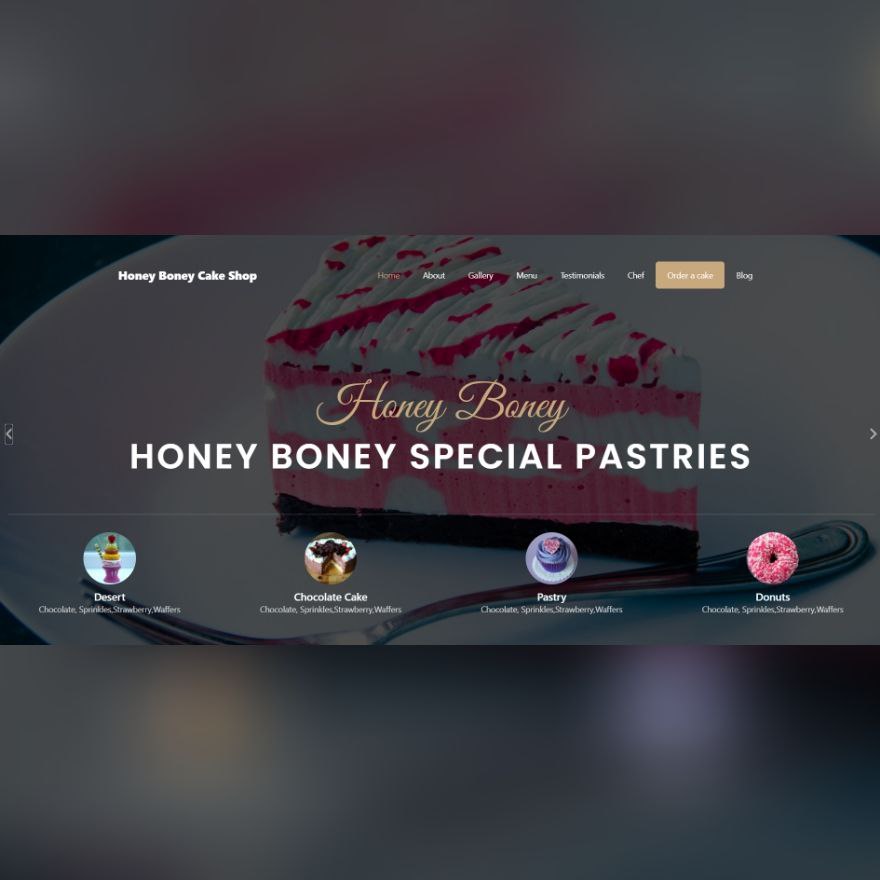 Honey Boney Cake Shop
Home About Gallery Menu Testimonials Chef Order a cake Blog
Honey Boney
HONEY BONEY SPECIAL PASTRIES
Desert
Chocolate, Sprinkles,Strawberry,Waffers
Chocolate Cake
Chocolate, Sprinkles,Strawberry,Waffers
Pastry
Chocolate, Sprinkles,Strawberry,Waffers
Donuts
Chocolate, Sprinkles,Strawberry,Waffers